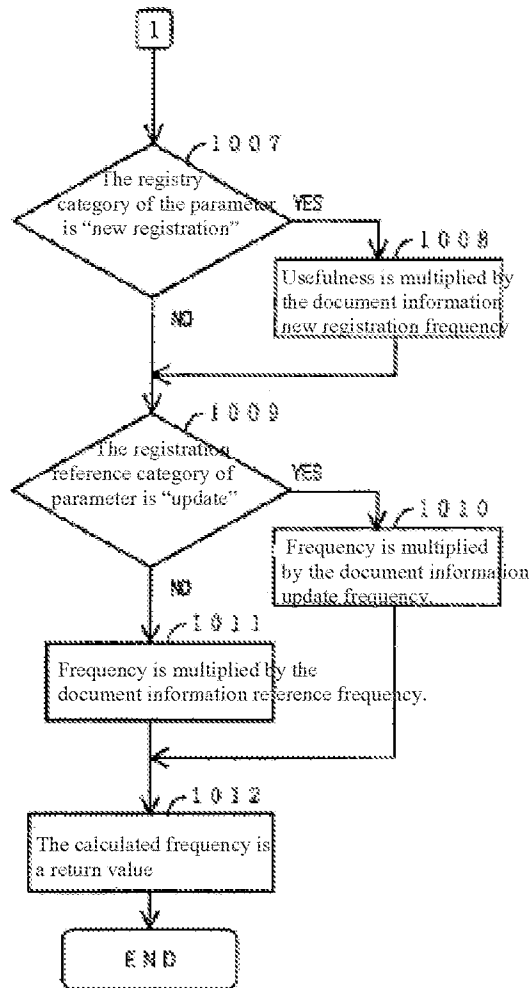 1
1007
The registry
category of the parameter
is “new registration”
YES
1008
Usefulness is multiplied by
the document information
new registration frequency
NO
1009
The registration
reference category of
parameter is “update”
YES
1010
Frequency is multiplied
by the document information
update frequency.
NO
1011
Frequency is multiplied by the
document information reference frequency.
1012
The calculated frequency is
a return value
END